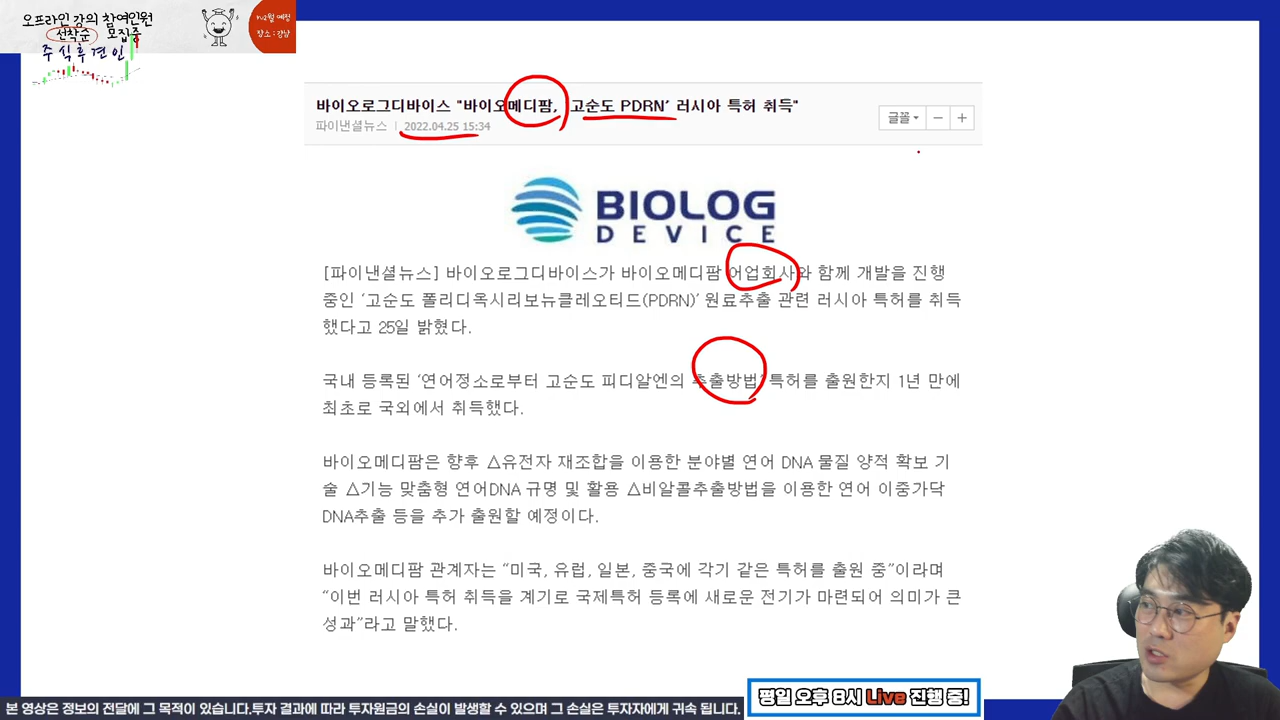 오프라인 강의 참여인원
선착순 모집중
주식후견인
11/12월 예정
장소 : 강남
바이오로그디바이스 "바이오메디팜, '고순도 PDRN' 러시아 특허 취득"
파이낸셜뉴스 2022.04.25 15:34
글꼴
BIOLOG
DEVICE
[파이낸셜뉴스] 바이오로그디바이스가 바이오메디팜 어업회사와 함께 개발을 진행
중인 '고순도 폴리디옥시리보뉴클레오티드(PDRN)' 원료추출 관련 러시아 특허를 취득
했다고 25일 밝혔다.
국내 등록된 '연어정소로부터 고순도 피디알엔의 추출방법' 특허를 출원한지 1년 만에
최초로 국외에서 취득했다.
바이오메디팜은 향후 △유전자 재조합을 이용한 분야별 연어 DNA 물질 양적 확보 기
술 △기능 맞춤형 연어DNA 규명 및 활용 △비알콜추출방법을 이용한 연어 이중가닥
DNA추출 등을 추가 출원할 예정이다.
바이오메디팜 관계자는 "미국, 유럽, 일본, 중국에 각기 같은 특허를 출원 중"이라며
"이번 러시아 특허 취득을 계기로 국제특허 등록에 새로운 전기가 마련되어 의미가 큰
성과"라고 말했다.
평일 오후 8시 Live 진행 중!
본 영상은 정보의 전달에 그 목적이 있습니다.투자 결과에 따라 투자원금의 손실이 발생할 수 있으며 그 손실은 투자자에게 귀속 됩니다.